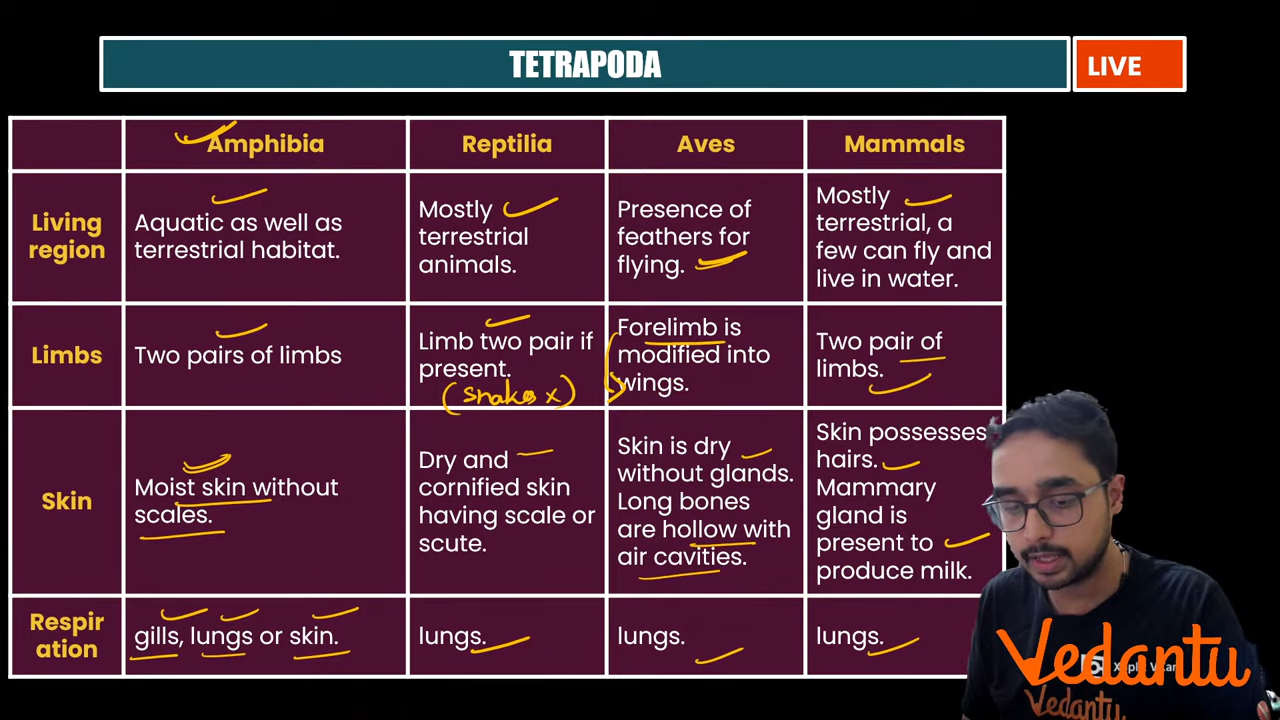 TETRAPODA
LIVE
Amphibia
Reptilia
Aves
Mammals
Living
region
Aquatic as well as
terrestrial habitat.
Mostly
terrestrial
animals.
Presence of
feathers for
flying.
Mostly
terrestrial, a
few can fly and
live in water.
Limbs
Two pairs of limbs
Limb two pair if
present.
(snakes x)
Forelimb is
modified into
wings.
Two pair of
limbs.
Skin
Moist skin without
scales.
Dry and
cornified skin
having scale or
scute.
Skin is dry
without glands.
Long bones
are hollow with
air cavities.
Skin possesses
hairs.
Mammary
gland is
present to
produce milk.
Respir
ation
gills, lungs or skin.
lungs.
lungs.
lungs.
Vedantu
Vedantu